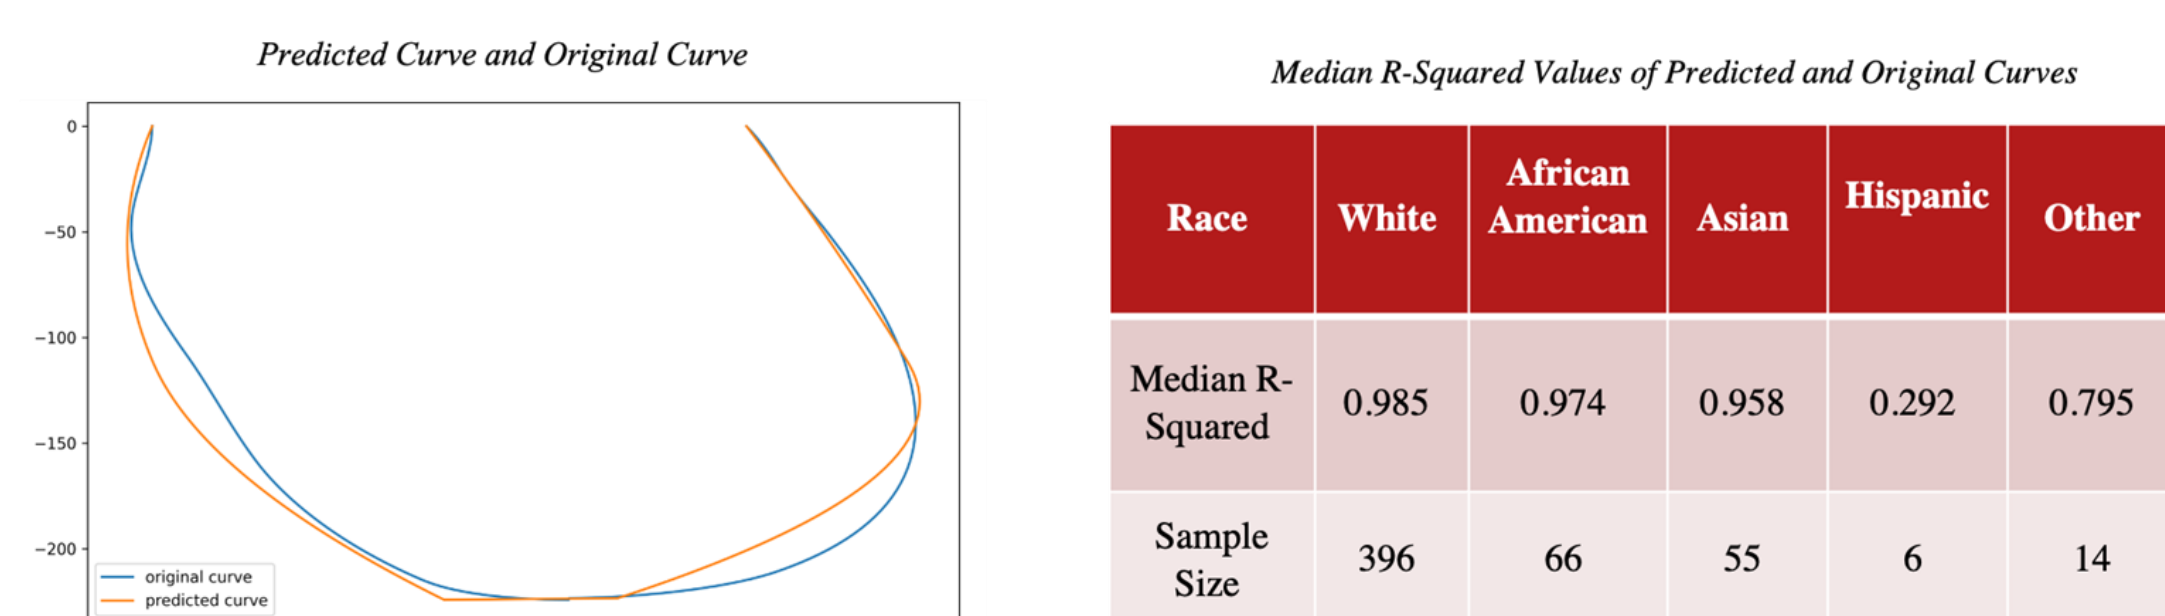 Predicted Curve and Original Curve
0
−50
−100
−150
−200
original curve
predicted curve
Median R-Squared Values of Predicted and Original Curves
Race White African American Asian Hispanic Other
Median R-Squared 0.985 0.974 0.958 0.292 0.795
Sample Size 396 66 55 6 14